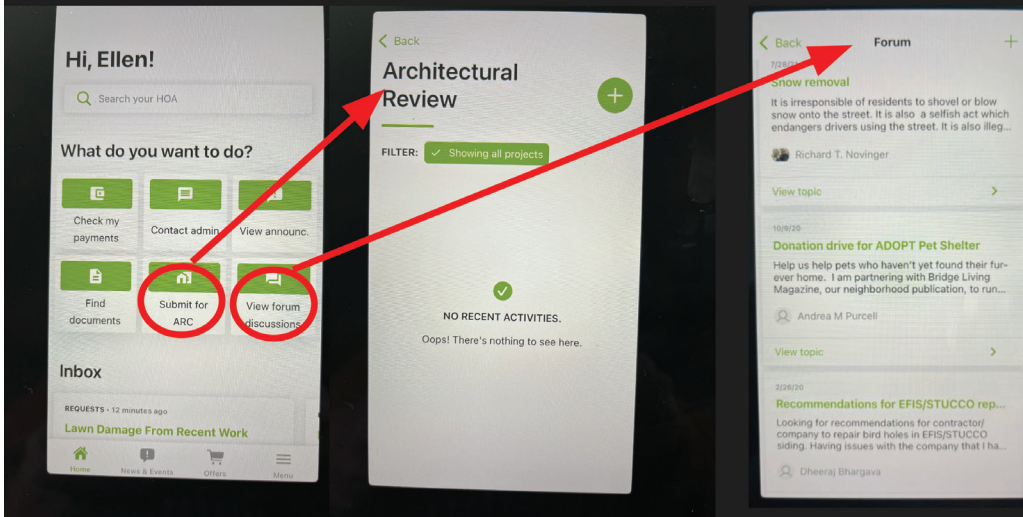 Hi, Ellen!
Search your HOA
What do you want to do?
Check my
payments
Contact admin
View announc.
Find
documents
Submit for
ARC
View forum
discussions
Inbox
REQUESTS • 12 minutes ago
Lawn Damage From Recent Work
Home
News & Events
Offers
Menu
Back
Architectural
Review
FILTER:
Showing all projects
NO RECENT ACTIVITIES.
Oops! There's nothing to see here.
Back
Forum
Snow removal
It is irresponsible of residents to shovel or blow
snow onto the street. It is also a selfish act which
endangers drivers using the street. It is also illeg...
Richard T. Novinger
View topic
10/9/20
Donation drive for ADOPT Pet Shelter
Help us help pets who haven't yet found their fur-
ever home. I am partnering with Bridge Living
Magazine, our neighborhood publication, to run...
Andrea M Purcell
View topic
2/26/20
Recommendations for EFIS/STUCCO rep...
Looking for recommendations for contractor/
company to repair bird holes in EFIS/STUCCO
siding. Having issues with the company that I ha...
Dheeraj Bhargava